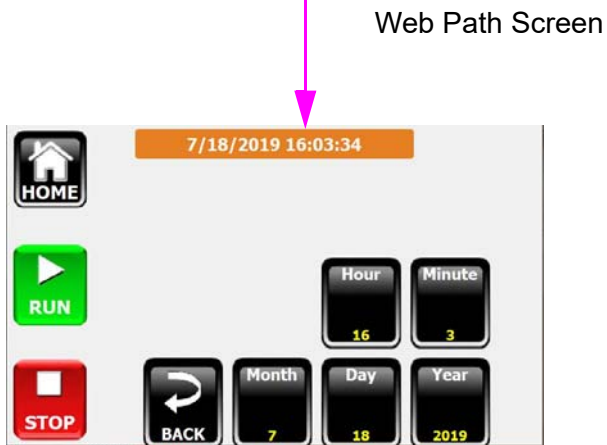 Web Path Screen
7/18/2019 16:03:34
HOME
RUN
Hour
Minute
16
3
STOP
BACK
Month
7
Day
18
Year
2019